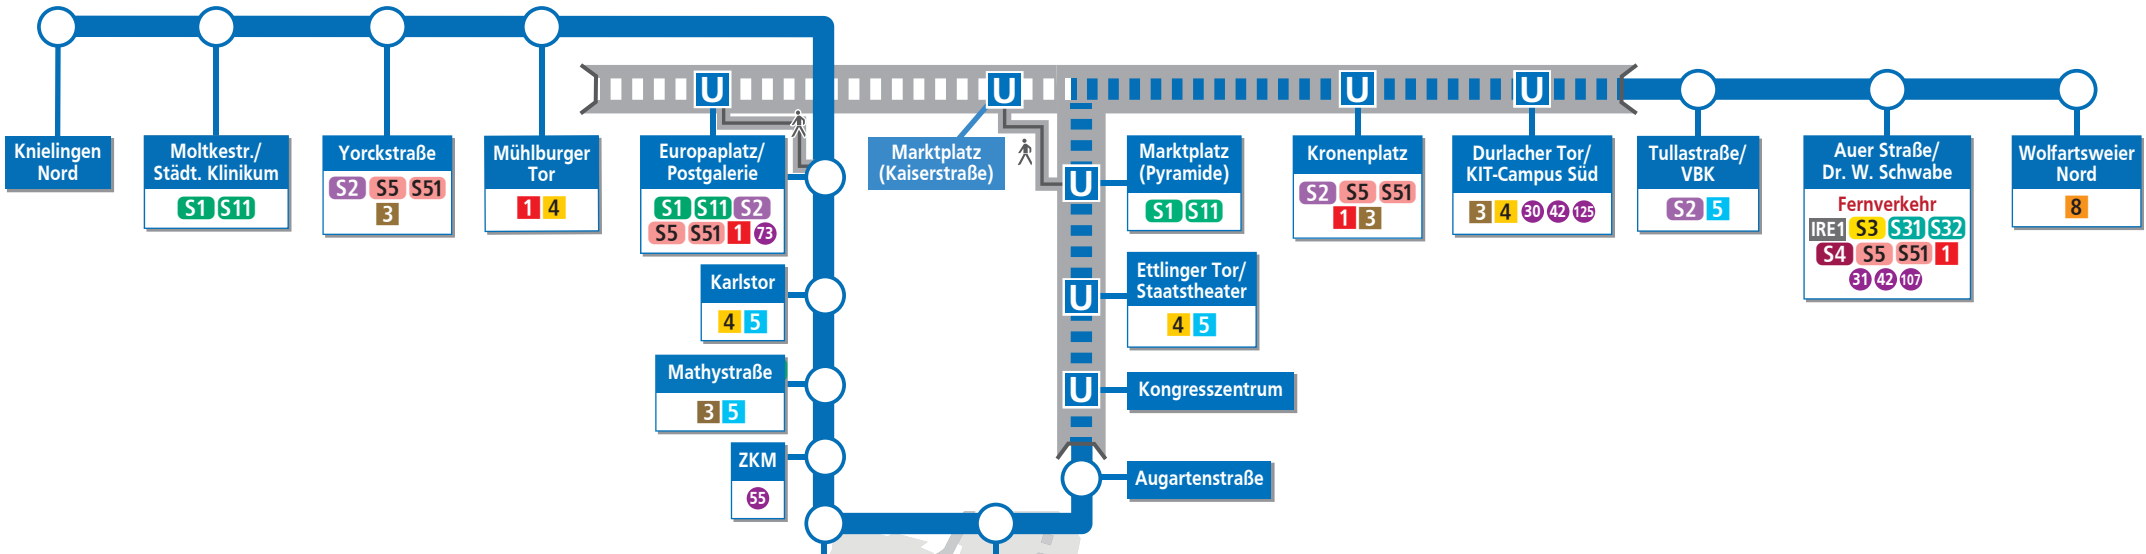 U
U
U
U
Knielingen
Nord
Moltkestr./
Städt. Klinikum
S1 S11
Yorckstraße
S2 S5 S51
3
Mühlburger
Tor
1 4
Europaplatz/
Postgalerie
S1 S11 S2
S5 S51 1 73
Marktplatz
(Kaiserstraße)
U
Marktplatz
(Pyramide)
S1 S11
Kronenplatz
S2 S5 S51
1 3
Durlacher Tor/
KIT-Campus Süd
3 4 30 42 125
Tullastraße/
VBK
S2 5
Auer Straße/
Dr. W. Schwabe
Fernverkehr
IRE1 S3 S31 S32
S4 S5 S51 1
31 42 107
Wolfartsweier
Nord
8
Karlstor
4 5
U
Ettlinger Tor/
Staatstheater
4 5
Mathystraße
3 5
U
Kongresszentrum
ZKM
55
Augartenstraße